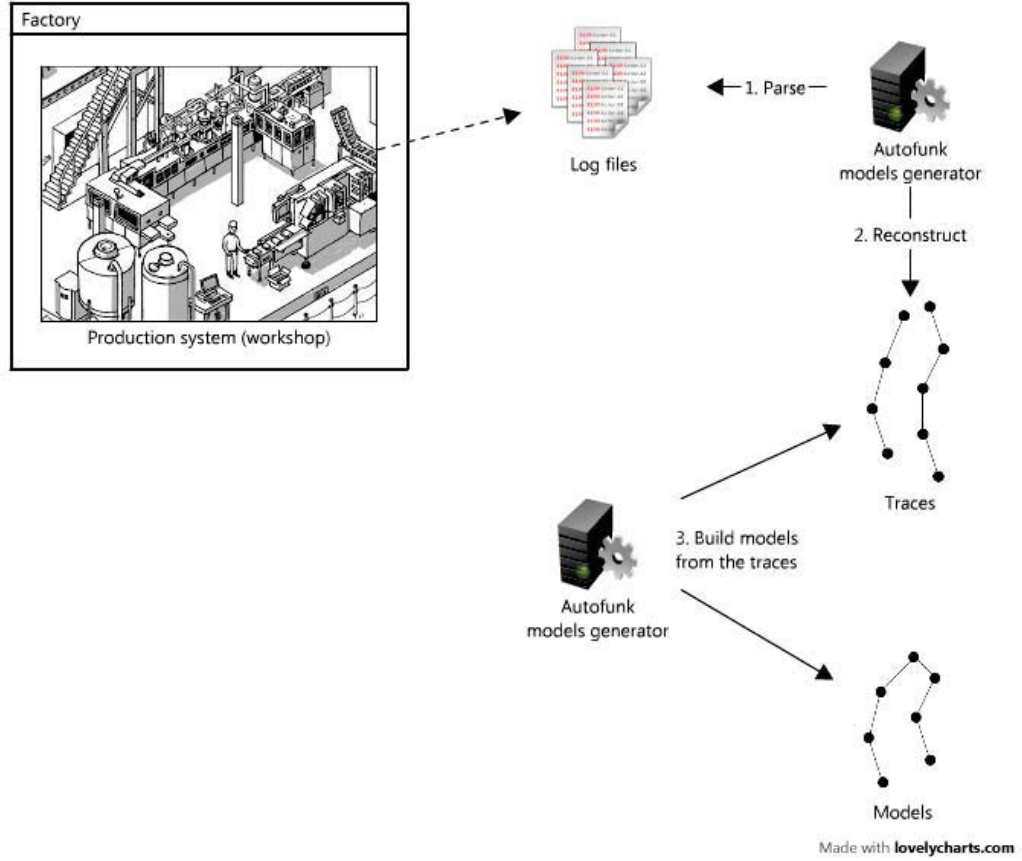 Factory
Production system (workshop)
Log files
1. Parse
Autofunk
models generator
2. Reconstruct
Traces
3. Build models
from the traces
Autofunk
models generator
Models
Made with lovelycharts.com